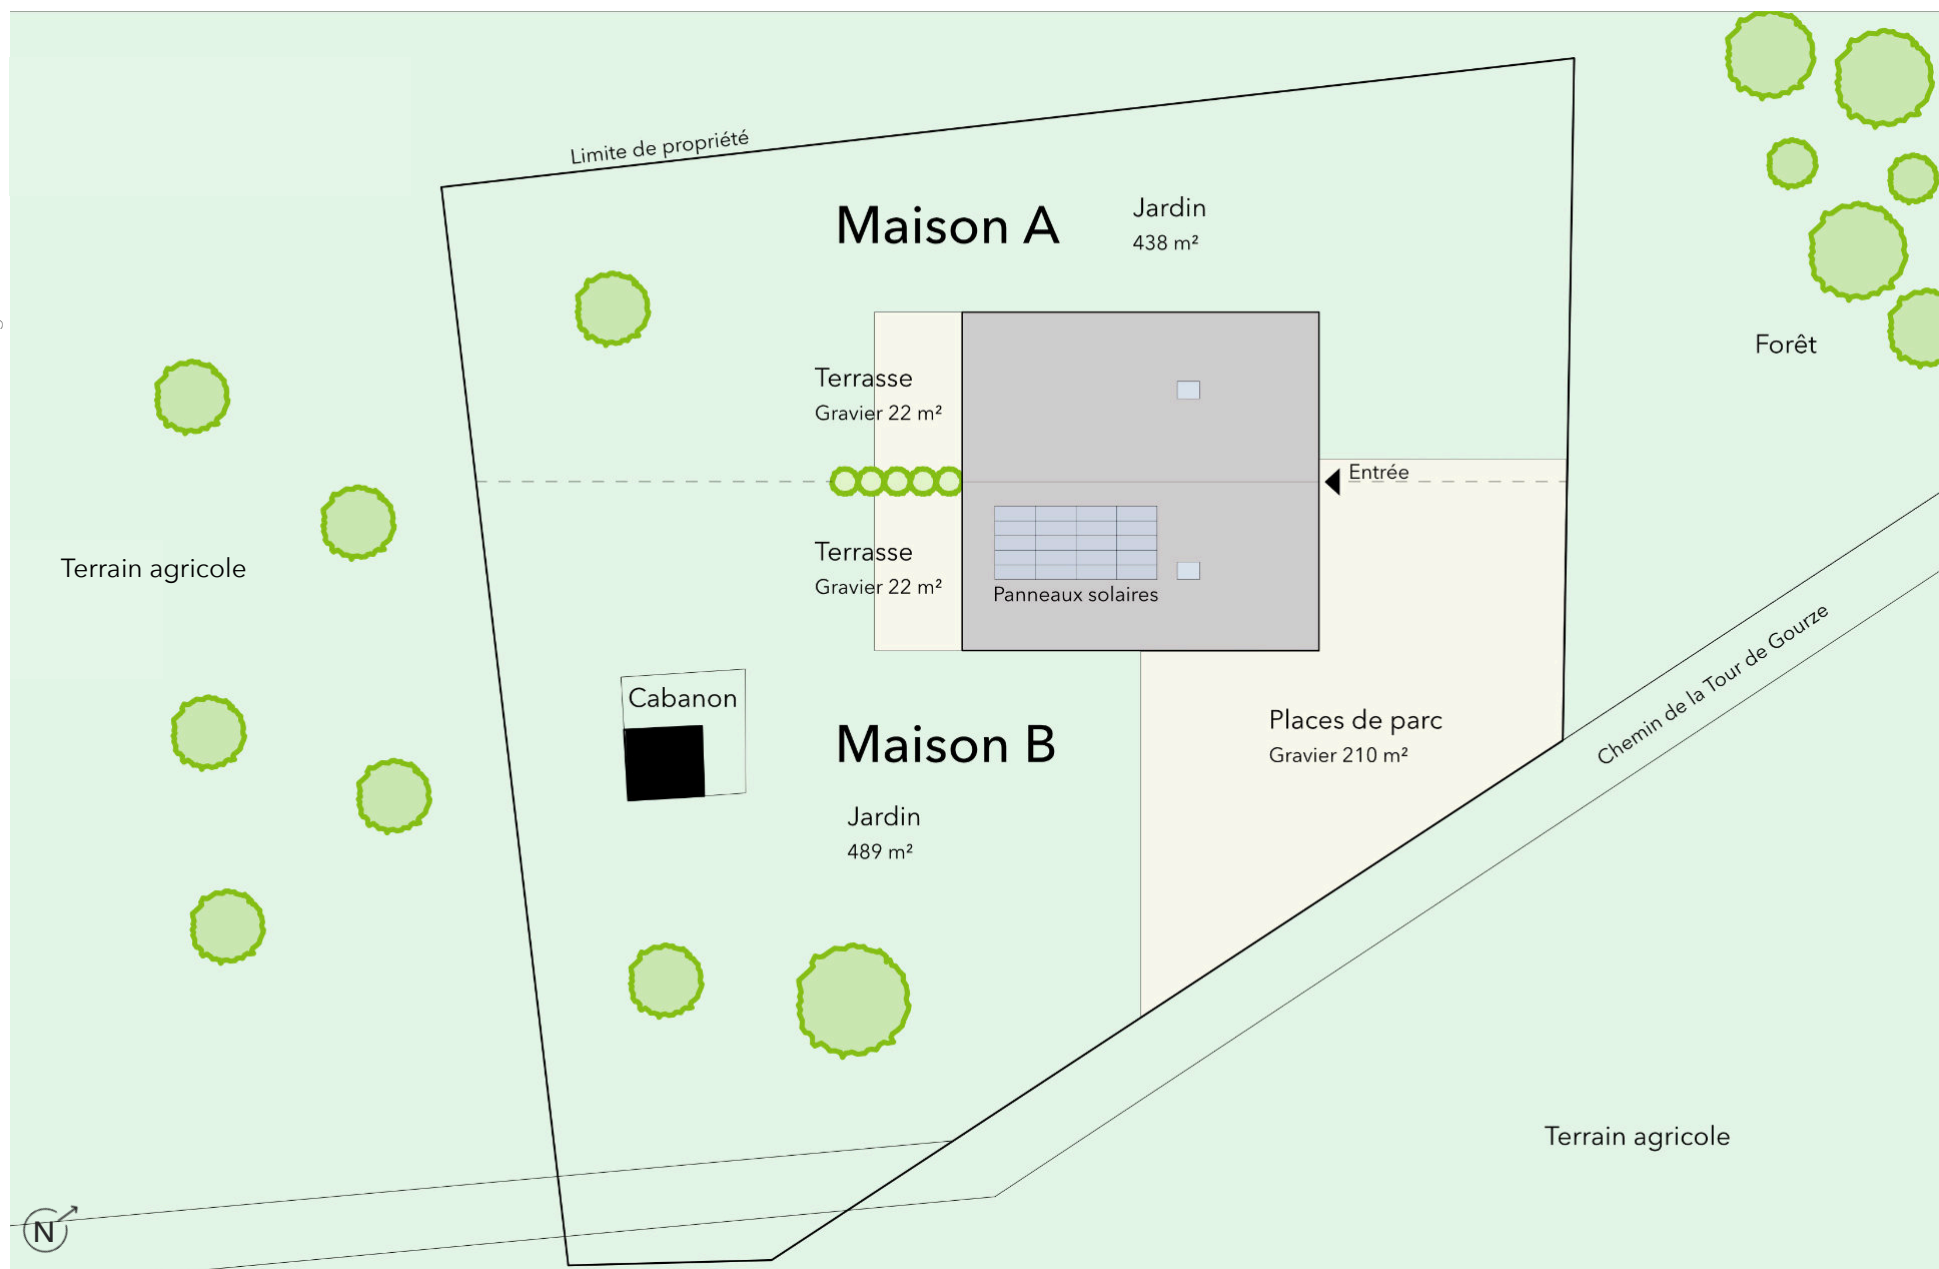 Limite de propriété
Maison A
Jardin
438 m²
Forêt
Terrasse
Gravier 22 m²
Entrée
Terrasse
Gravier 22 m²
Panneaux solaires
Terrain agricole
Chemin de la Tour de Gourze
Cabanon
Maison B
Places de parc
Gravier 210 m²
Jardin
489 m²
Terrain agricole
N